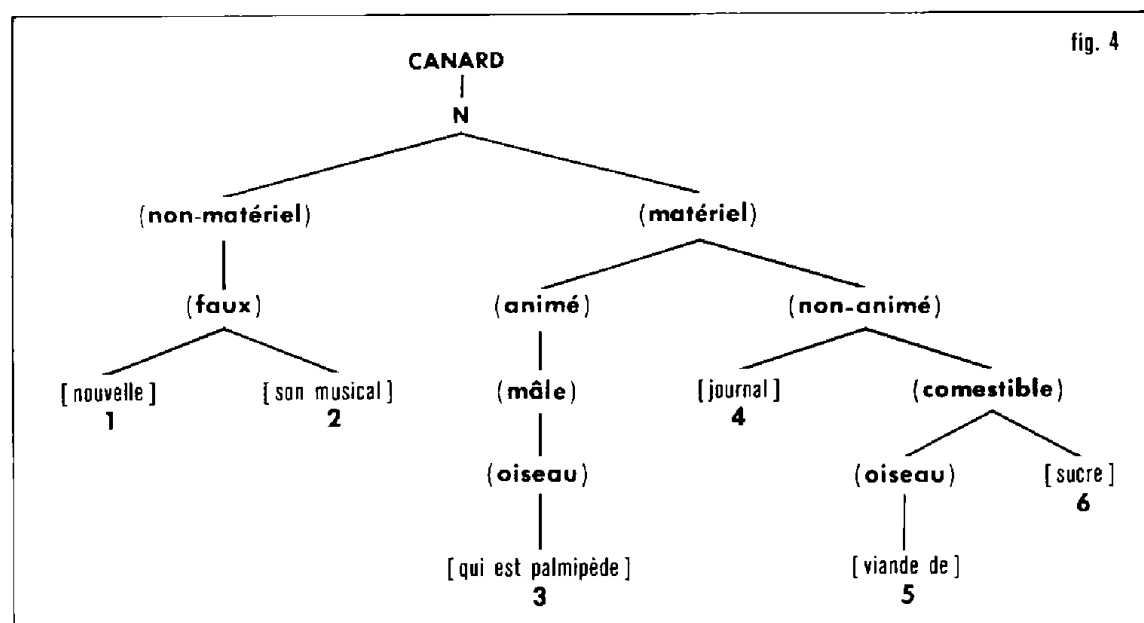 fig. 4
CANARD
N
(non-matériel) (matériel)
(faux) (animé) (non-animé)
[nouvelle] [son musical] (mâle) [journal] (comestible)
1 2 4
(oiseau) (oiseau) [sucre]
6
[qui est palmipède] [viande de]
3 5